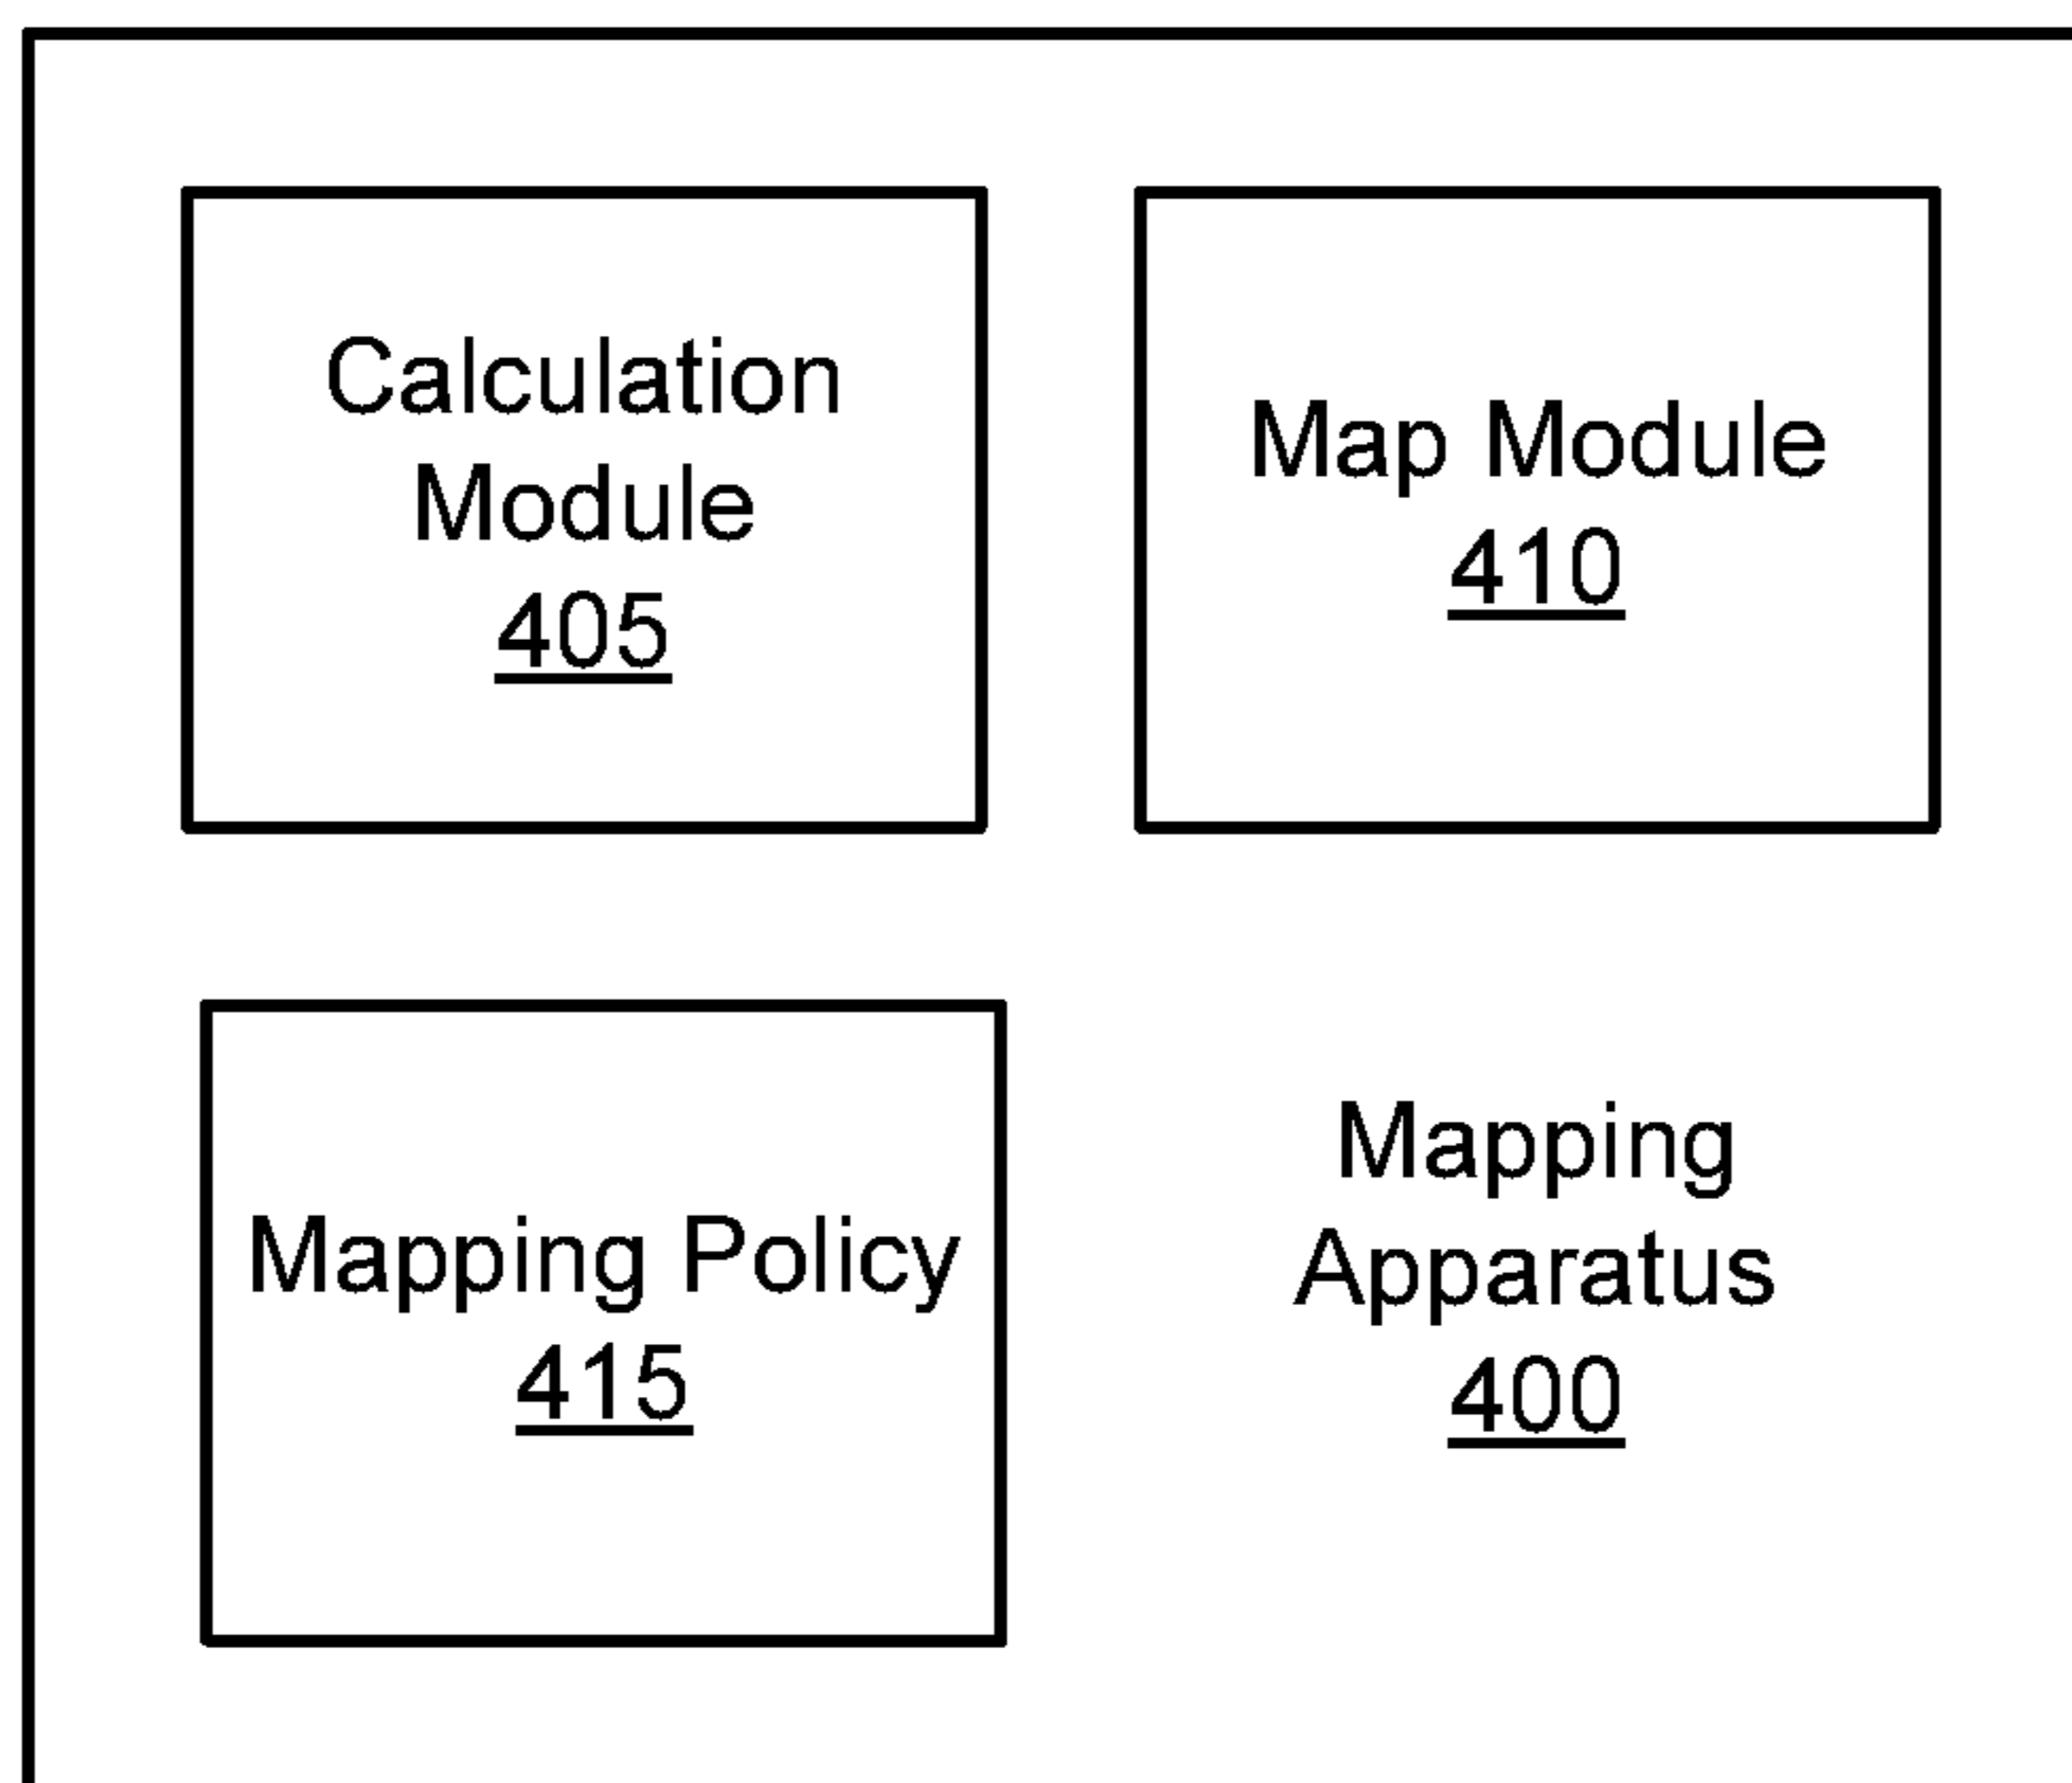 Calculation
Module
405
Map Module
410
Mapping Policy
415
Mapping
Apparatus
400